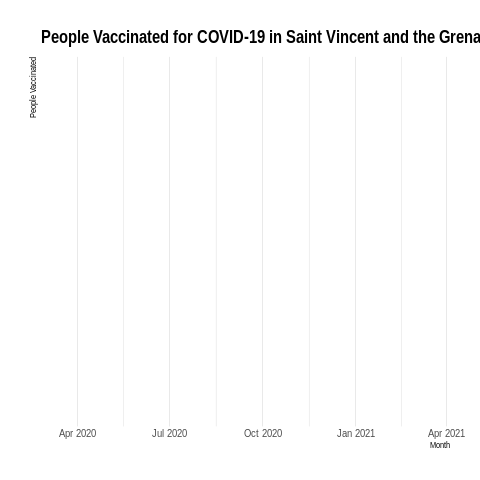 People Vaccinated for COVID-19 in Saint Vincent and the Grena
People Vaccinated
Apr 2020 Jul 2020 Oct 2020 Jan 2021 Apr 2021
Month